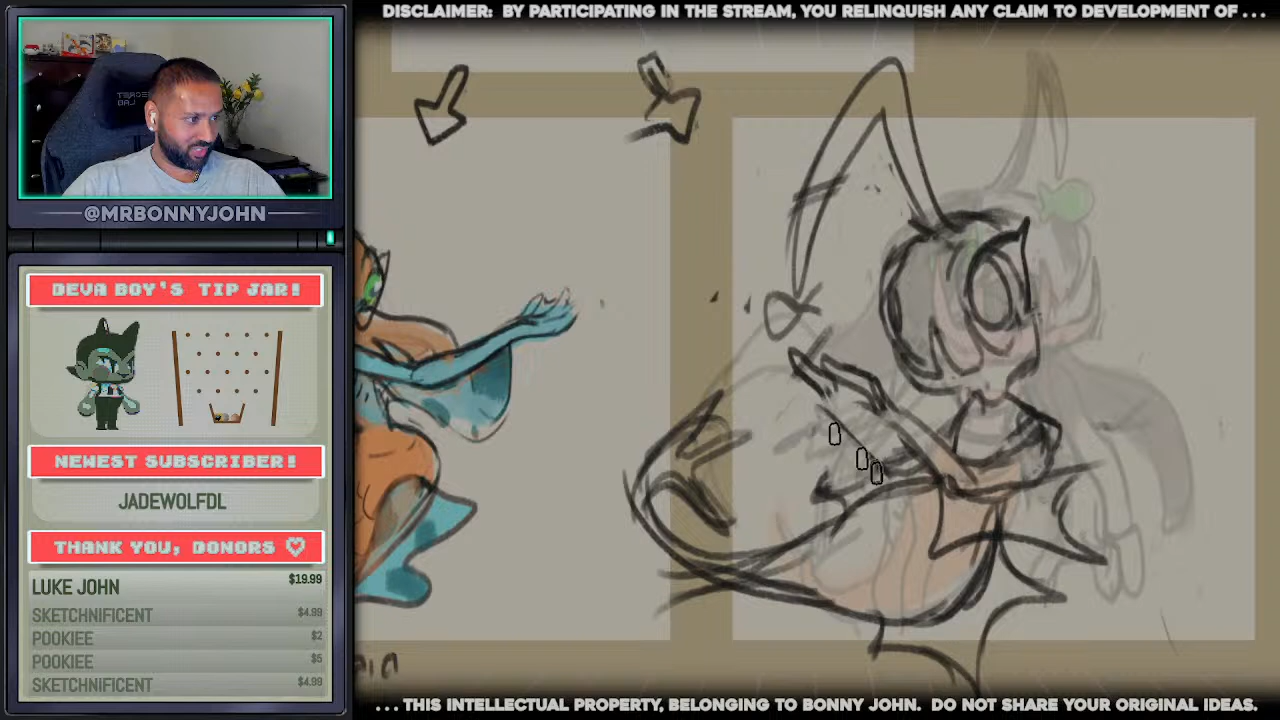 DISCLAIMER: BY PARTICIPATING IN THE STREAM, YOU RELINQUISH ANY CLAIM TO DEVELOPMENT OF . . .
@MRBONNYJOHN
DEVA BOY'S TIP JAR!
NEWEST SUBSCRIBER!
JADEWOLFDL
THANK YOU, DONORS ♡
LUKE JOHN $19.99
SKETCHNIFICENT $4.99
POOKIEE $2
POOKIEE $5
SKETCHNIFICENT $4.99
. . . THIS INTELLECTUAL PROPERTY, BELONGING TO BONNY JOHN. DO NOT SHARE YOUR ORIGINAL IDEAS.